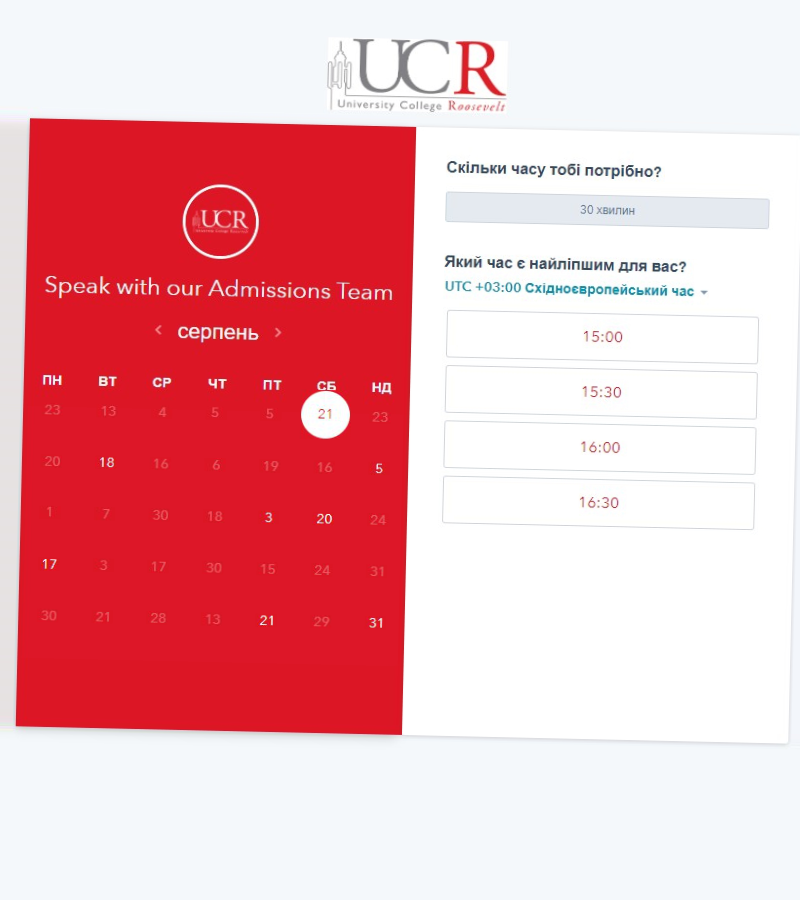 UCR
University College Roosevelt
UCR
Speak with our Admissions Team
серпень
ПН ВТ СР ЧТ ПТ СБ НД
23 13 4 5 5 21 23
20 18 16 6 19 16 5
1 7 30 18 3 20 24
17 3 17 30 15 24 31
30 21 28 13 21 29 31
Скільки часу тобі потрібно?
30 хвилин
Який час є найліпшим для вас?
UTC +03:00 Східноєвропейський час
15:00
15:30
16:00
16:30